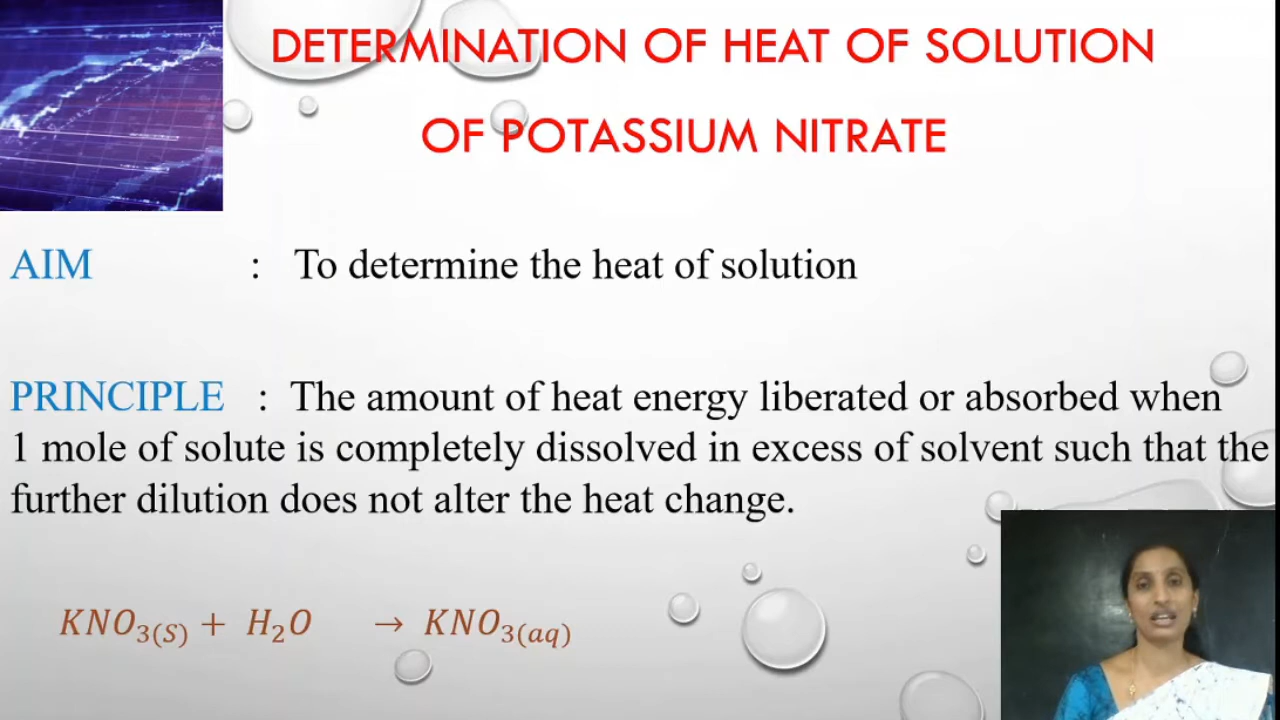 DETERMINATION OF HEAT OF SOLUTION
OF POTASSIUM NITRATE
AIM : To determine the heat of solution
PRINCIPLE : The amount of heat energy liberated or absorbed when
1 mole of solute is completely dissolved in excess of solvent such that the
further dilution does not alter the heat change.
KNO₃(S) + H₂O → KNO₃(aq)